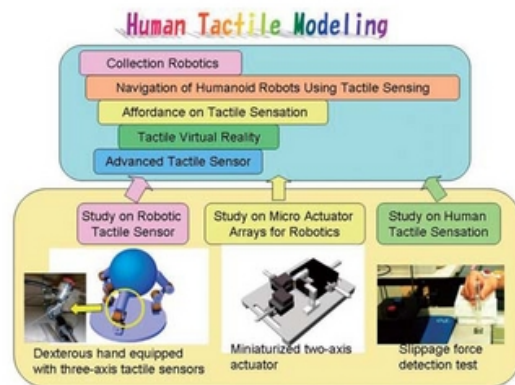 Human Tactile Modeling
Collection Robotics
Navigation of Humanoid Robots Using Tactile Sensing
Affordance on Tactile Sensation
Tactile Virtual Reality
Advanced Tactile Sensor
Study on Robotic
Tactile Sensor
Study on Micro Actuator
Arrays for Robotics
Study on Human
Tactile Sensation
Dexterous hand equipped
with three-axis tactile sensors
Miniaturized two-axis
actuator
Slippage force
detection test